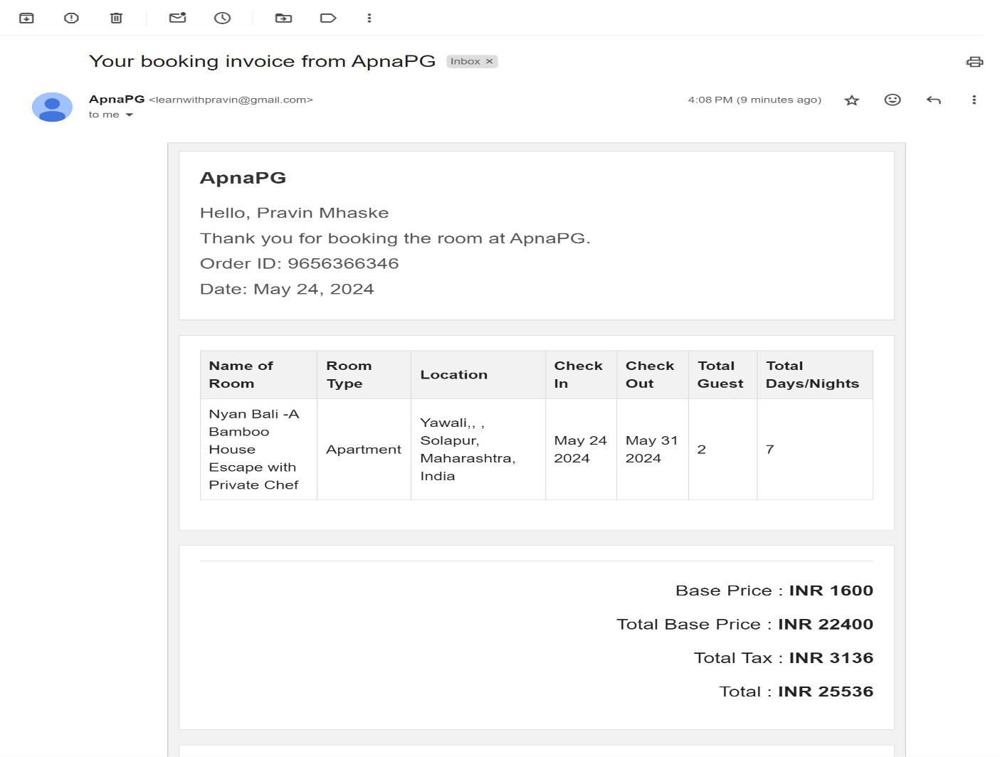 Your booking invoice from ApnaPG Inbox ×
ApnaPG <learnwithpravin@gmail.com> 4:08 PM (9 minutes ago)
to me
ApnaPG
Hello, Pravin Mhaske
Thank you for booking the room at ApnaPG.
Order ID: 9656366346
Date: May 24, 2024
Name of
Room
Room
Type
Location
Check
In
Check
Out
Total
Guest
Total
Days/Nights
Nyan Bali -A
Bamboo
House
Escape with
Private Chef
Apartment
Yawali,, ,
Solapur,
Maharashtra,
India
May 24
2024
May 31
2024
2
7
Base Price : INR 1600
Total Base Price : INR 22400
Total Tax : INR 3136
Total : INR 25536